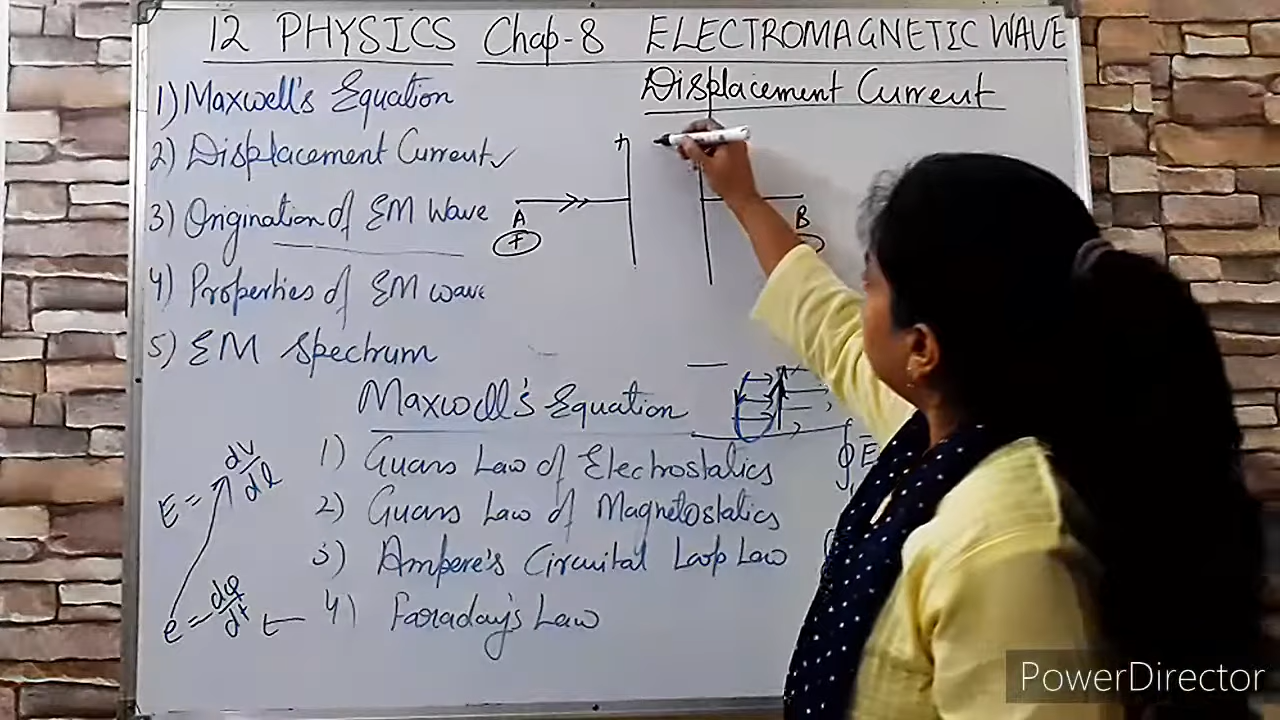 12 PHYSICS Chap-8 ELECTROMAGNETIC WAVE
1) Maxwell's Equation
2) Displacement Current ✓
3) Origination of EM Wave
4) Properties of EM wave
5) EM Spectrum
Displacement Current
+
A
+
B
Maxwell's Equation
1) Guass Law of Electrostatics
2) Guass Law of Magnetostatics
3) Ampere's Circuital Loop Law
4) Faraday's Law
E = dV/dl
e = -dφ/dt
E
PowerDirector